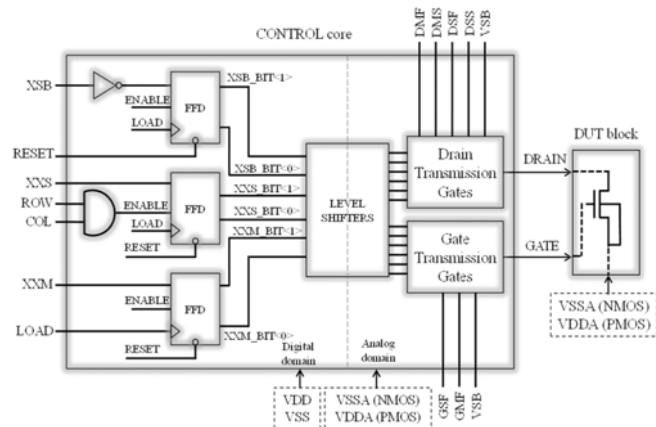 CONTROL core
DMF
DMS
DSF
DSS
VSB
XSB
ENABLE
LOAD
FFD
XSB_BIT<1>
RESET
XSB_BIT<0>
XXS
ROW
COL
ENABLE
LOAD
RESET
FFD
XXS_BIT<1>
XXS_BIT<0>
XXM_BIT<1>
LEVEL
SHIFTERS
Drain
Transmission
Gates
DRAIN
DUT block
Gate
Transmission
Gates
GATE
XXM
ENABLE
FFD
LOAD
RESET
XXM_BIT<0>
Digital
domain
Analog
domain
VSSA (NMOS)
VDDA (PMOS)
VDD
VSS
VSSA (NMOS)
VDDA (PMOS)
GSF
GMF
VSB